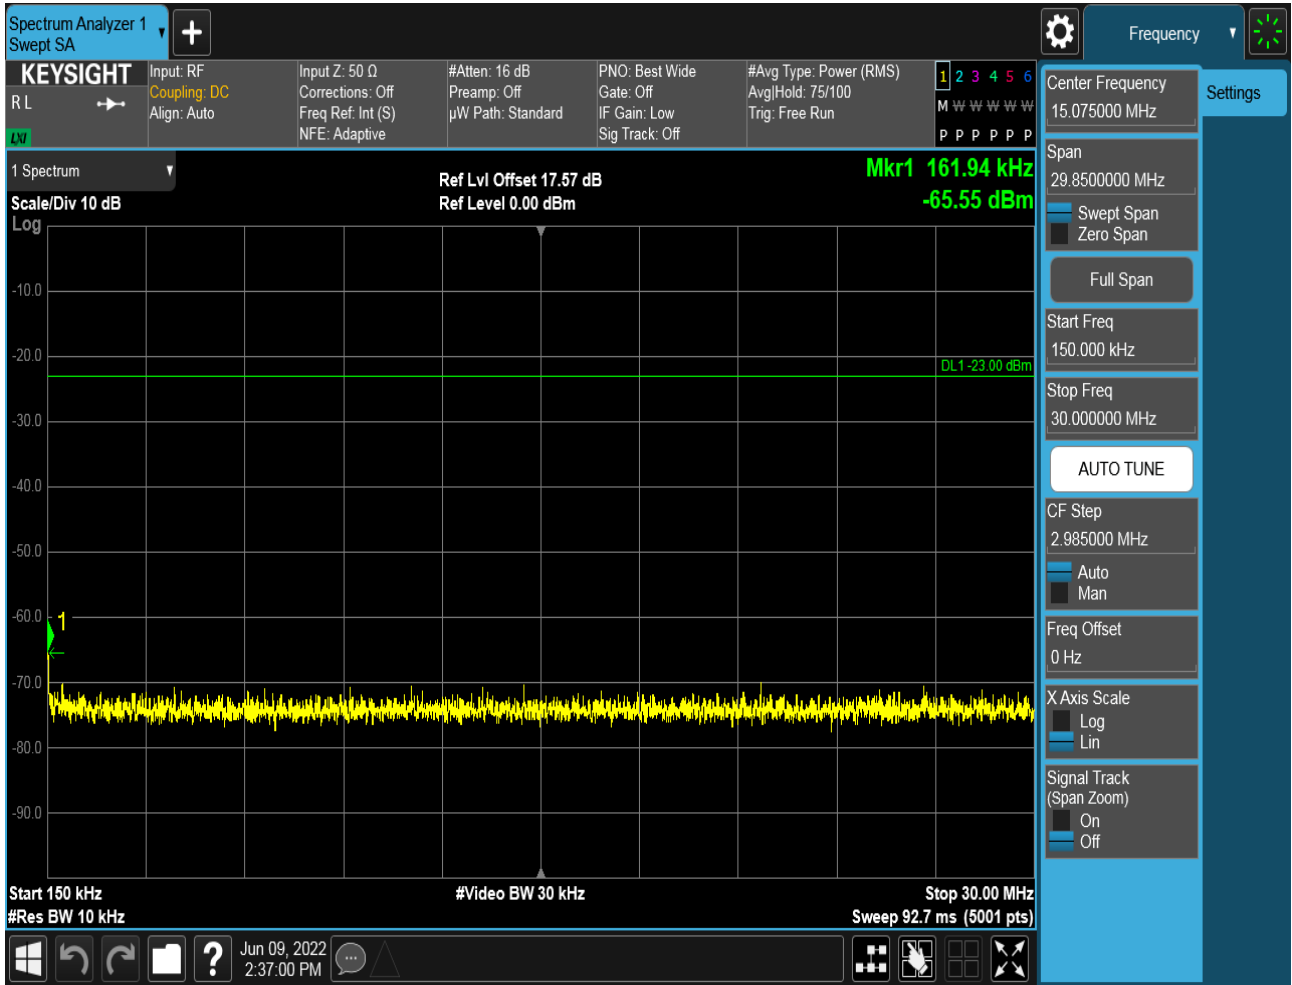 Spectrum Analyzer 1
Swept SA
Frequency
KEYSIGHT
R L
LXI
Input: RF
Coupling: DC
Align: Auto
Input Z: 50 Ω
Corrections: Off
Freq Ref: Int (S)
NFE: Adaptive
#Atten: 16 dB
Preamp: Off
µW Path: Standard
PNO: Best Wide
Gate: Off
IF Gain: Low
Sig Track: Off
#Avg Type: Power (RMS)
Avg|Hold: 75/100
Trig: Free Run
1 2 3 4 5 6
M W W W W W
P P P P P P
1 Spectrum
Scale/Div 10 dB
Log
Ref Lvl Offset 17.57 dB
Ref Level 0.00 dBm
Mkr1 161.94 kHz
-65.55 dBm
-10.0
-20.0
DL1 -23.00 dBm
-30.0
-40.0
-50.0
-60.0
1
-70.0
-80.0
-90.0
Start 150 kHz
#Res BW 10 kHz
#Video BW 30 kHz
Stop 30.00 MHz
Sweep 92.7 ms (5001 pts)
Jun 09, 2022
2:37:00 PM
Center Frequency
15.075000 MHz
Settings
Span
29.8500000 MHz
Swept Span
Zero Span
Full Span
Start Freq
150.000 kHz
Stop Freq
30.000000 MHz
AUTO TUNE
CF Step
2.985000 MHz
Auto
Man
Freq Offset
0 Hz
X Axis Scale
Log
Lin
Signal Track
(Span Zoom)
On
Off